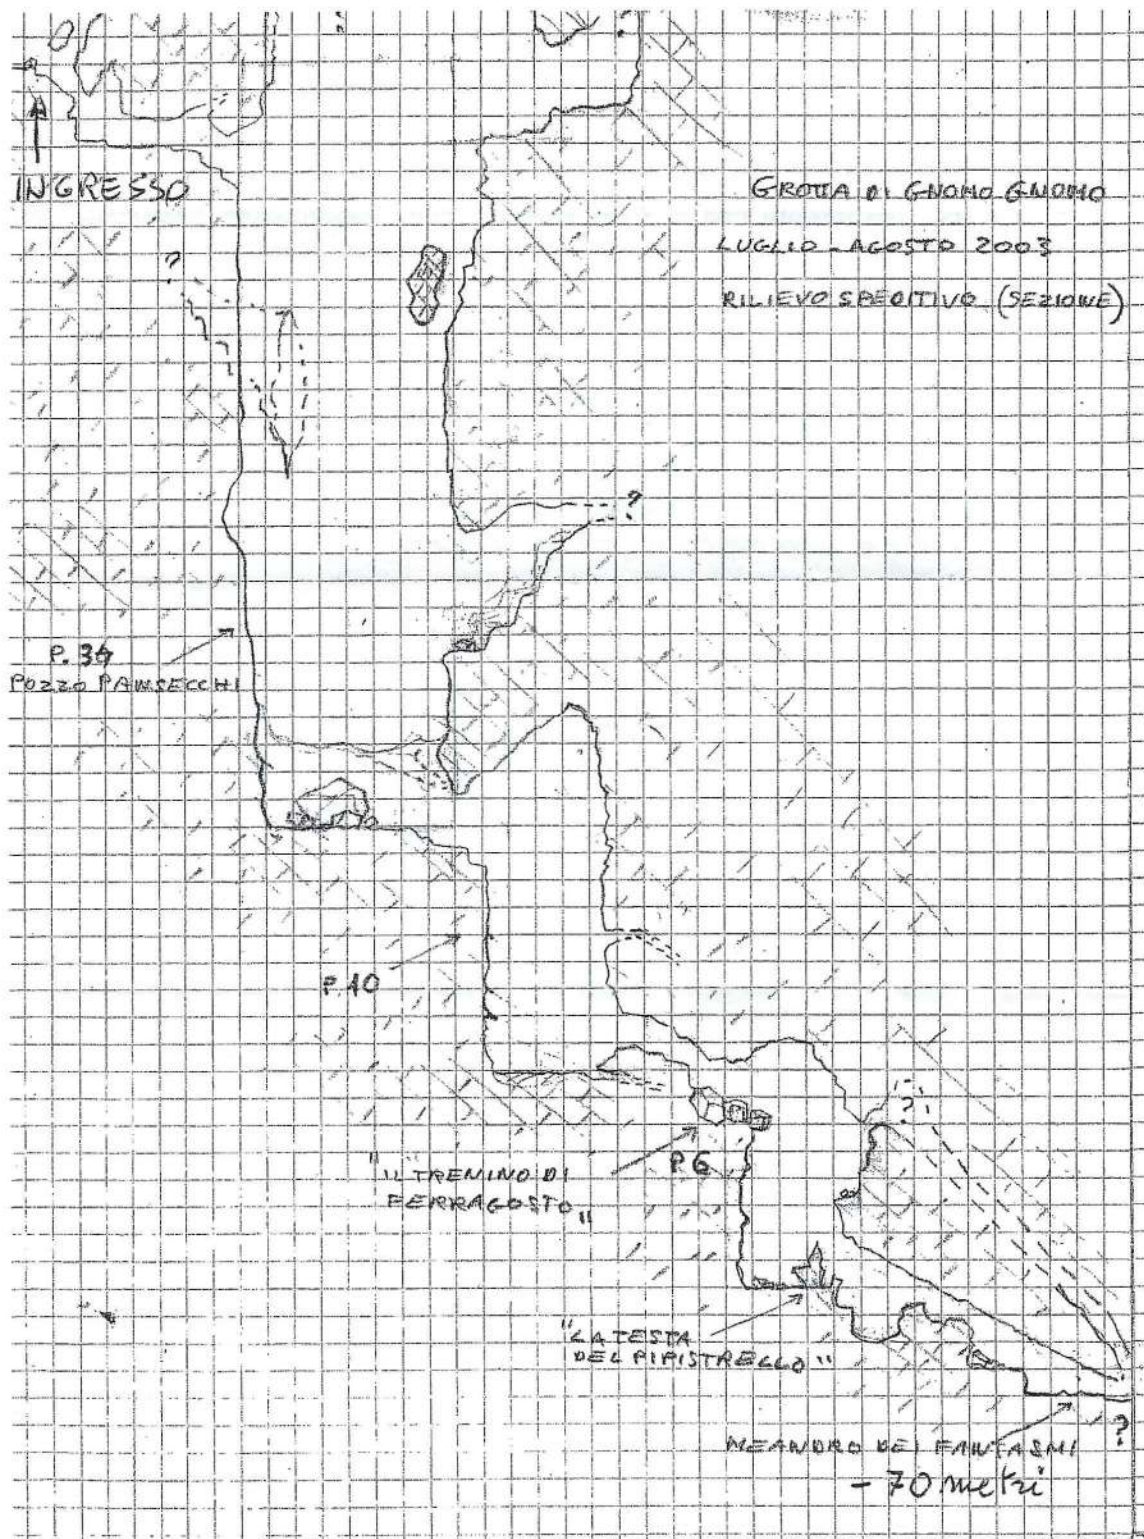 INGRESSO
GROTTA DI GNOMO GNOMO
LUGLIO - AGOSTO 2003
RILIEVO SPEDITIVO (SEZIONE)
?
?
P.34
POZZO PANSECCHI
P.10
?
"IL TRENINO DI
FERRAGOSTO"
P.6
"LA TESTA
DEL PIPISTRELLO"
?
MEANDRO DEI FANTASMI
- 70 metri